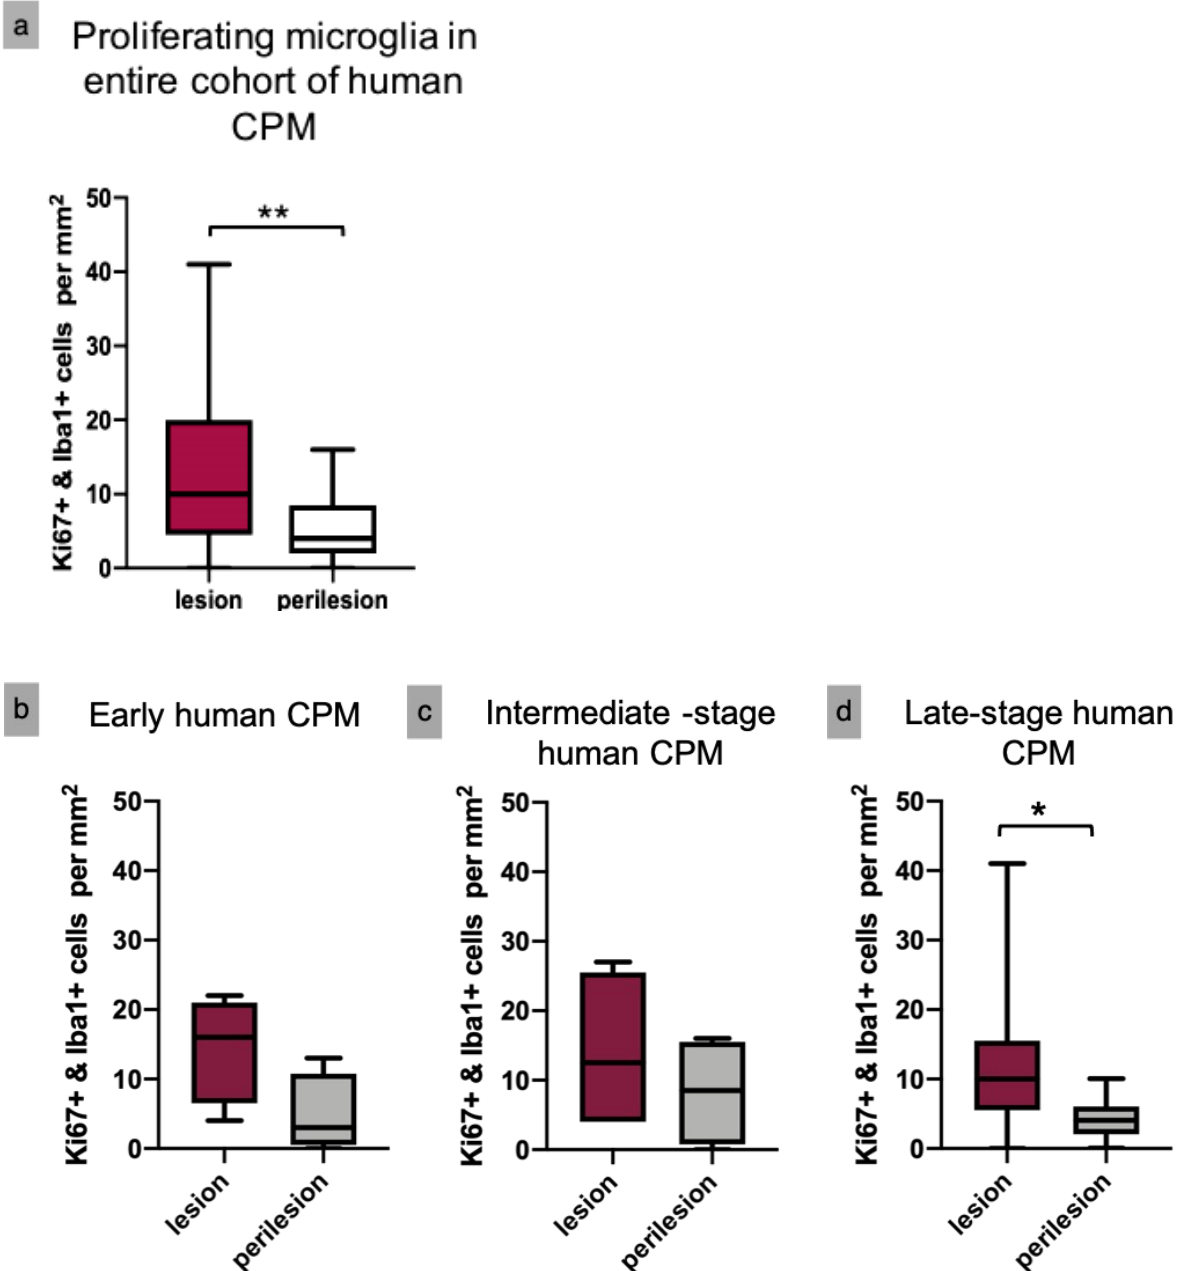 a
Proliferating microglia in
entire cohort of human
CPM
Ki67+ & Iba1+ cells per mm²
50
40
30
20
10
0
**
lesion
perilesion
b
Early human CPM
Ki67+ & Iba1+ cells per mm²
50
40
30
20
10
0
lesion
perilesion
c
Intermediate -stage
human CPM
Ki67+ & Iba1+ cells per mm²
50
40
30
20
10
0
lesion
perilesion
d
Late-stage human
CPM
Ki67+ & Iba1+ cells per mm²
50
40
30
20
10
0
*
lesion
perilesion